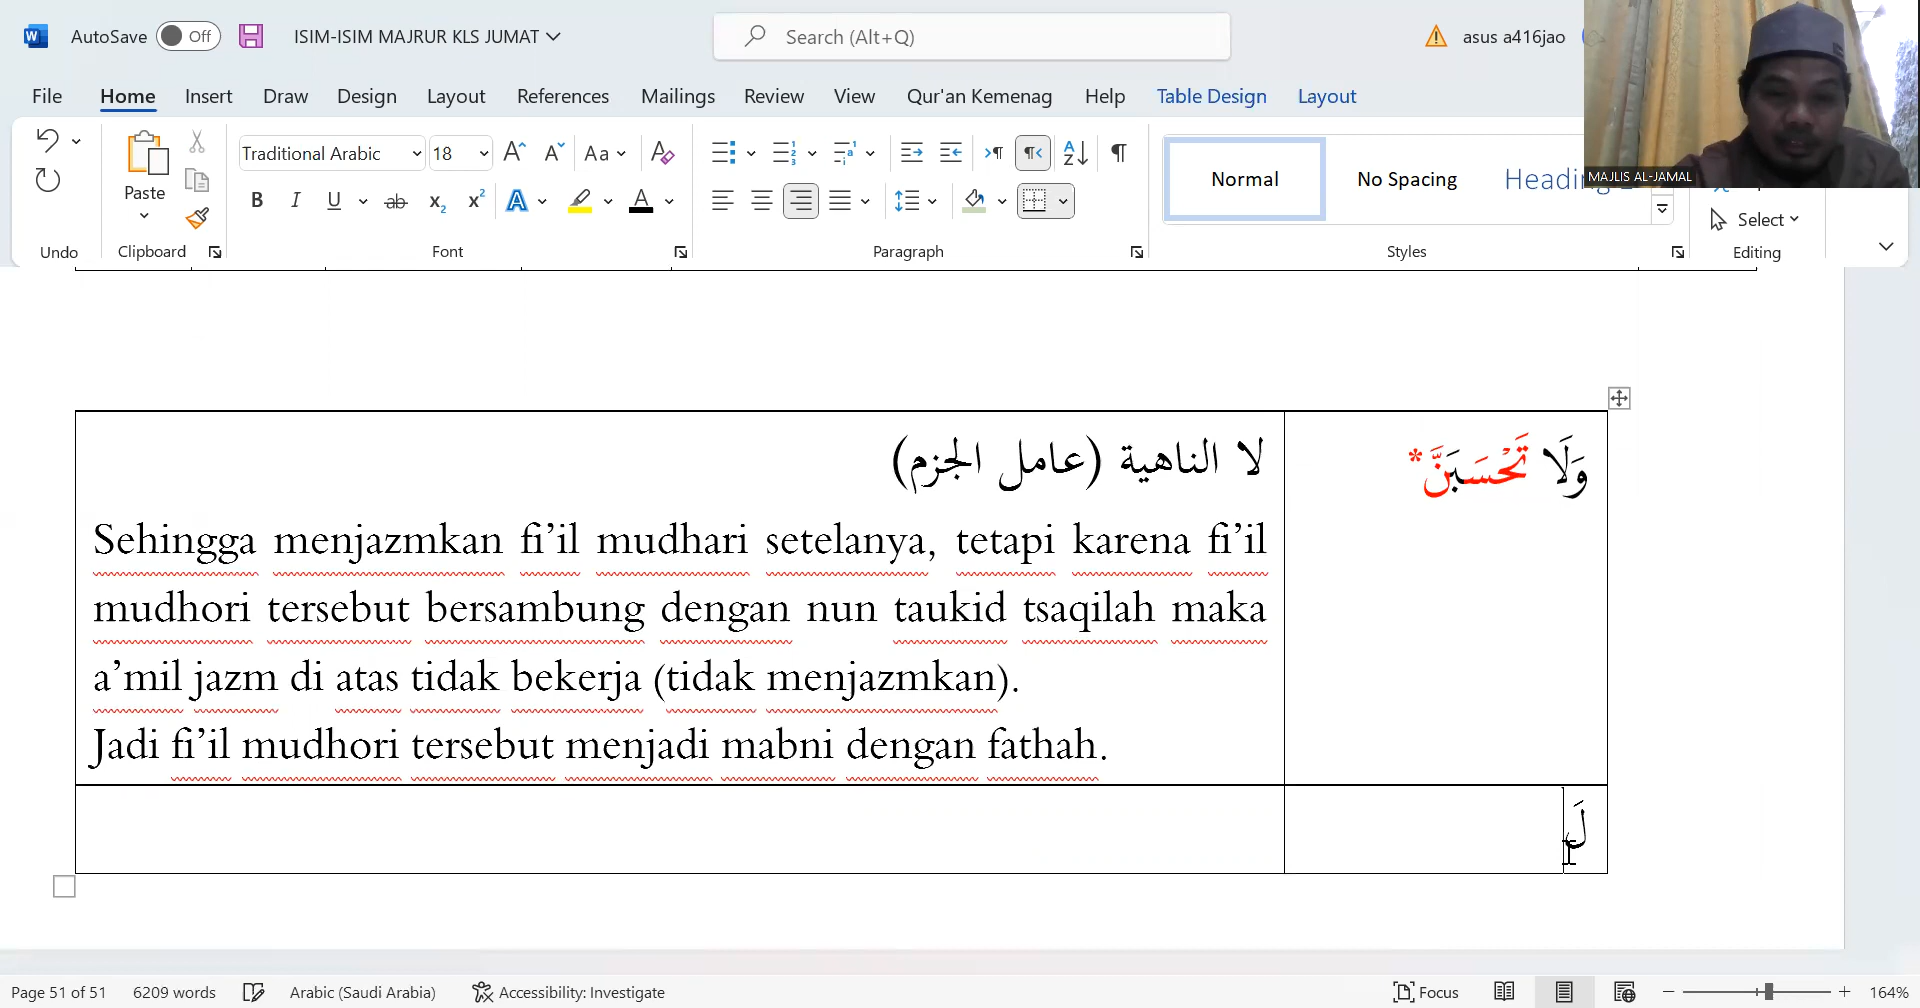 AutoSave Off ISIM-ISIM MAJRUR KLS JUMAT Search (Alt+Q) asus a416jao
File Home Insert Draw Design Layout References Mailings Review View Qur'an Kemenag Help Table Design Layout
MAJLIS AL-JAMAL
Paste
Traditional Arabic 18
Normal No Spacing Heading
Select
Undo Clipboard Font Paragraph Styles Editing
وَلَا تَحْسَبَنَّ*
لا الناهية (عامل الجزم)
Sehingga menjazmkan fi’il mudhari setelanya, tetapi karena fi’il
mudhori tersebut bersambung dengan nun taukid tsaqilah maka
a’mil jazm di atas tidak bekerja (tidak menjazmkan).
Jadi fi’il mudhori tersebut menjadi mabni dengan fathah.
لَ
Page 51 of 51 6209 words Arabic (Saudi Arabia) Accessibility: Investigate Focus 164%